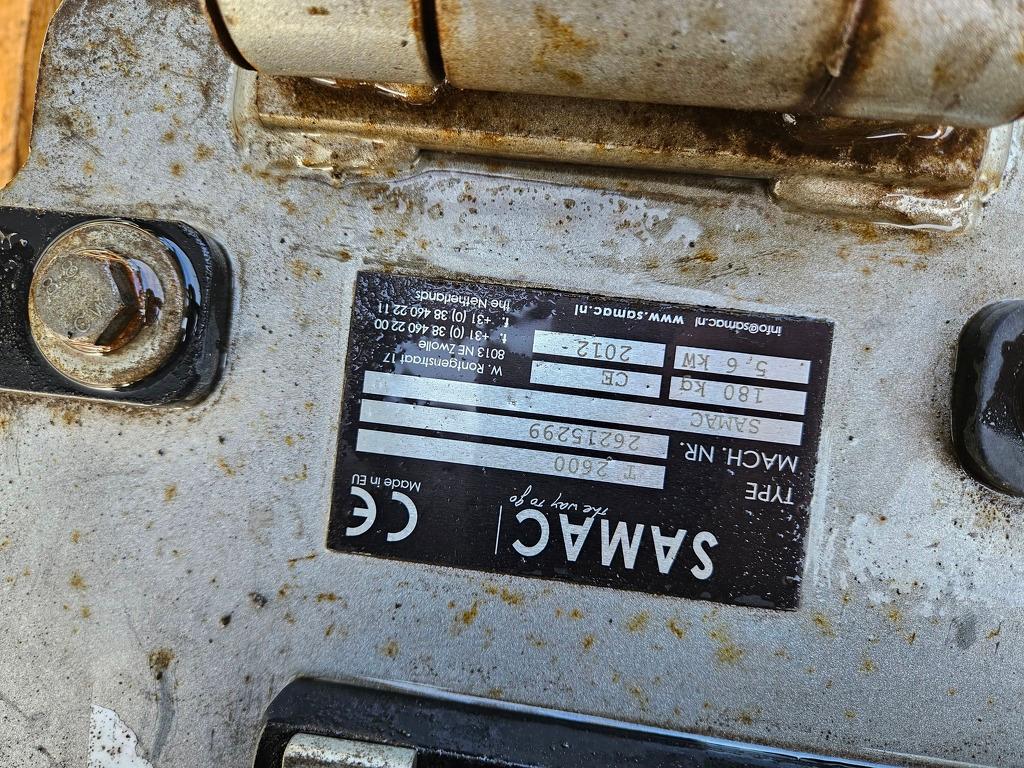 SAMAC
the way to go
CE
Made in EU
TYPE T 2600
MACH. NR. 26215299
SAMAC
180 kg CE
5,6 kW 2012
W. Rontgenstraat 17
8013 NE Zwolle
t. +31 (0) 38 460 22 00
f. +31 (0) 38 460 22 11
the Netherlands
info@samac.nl www.samac.nl